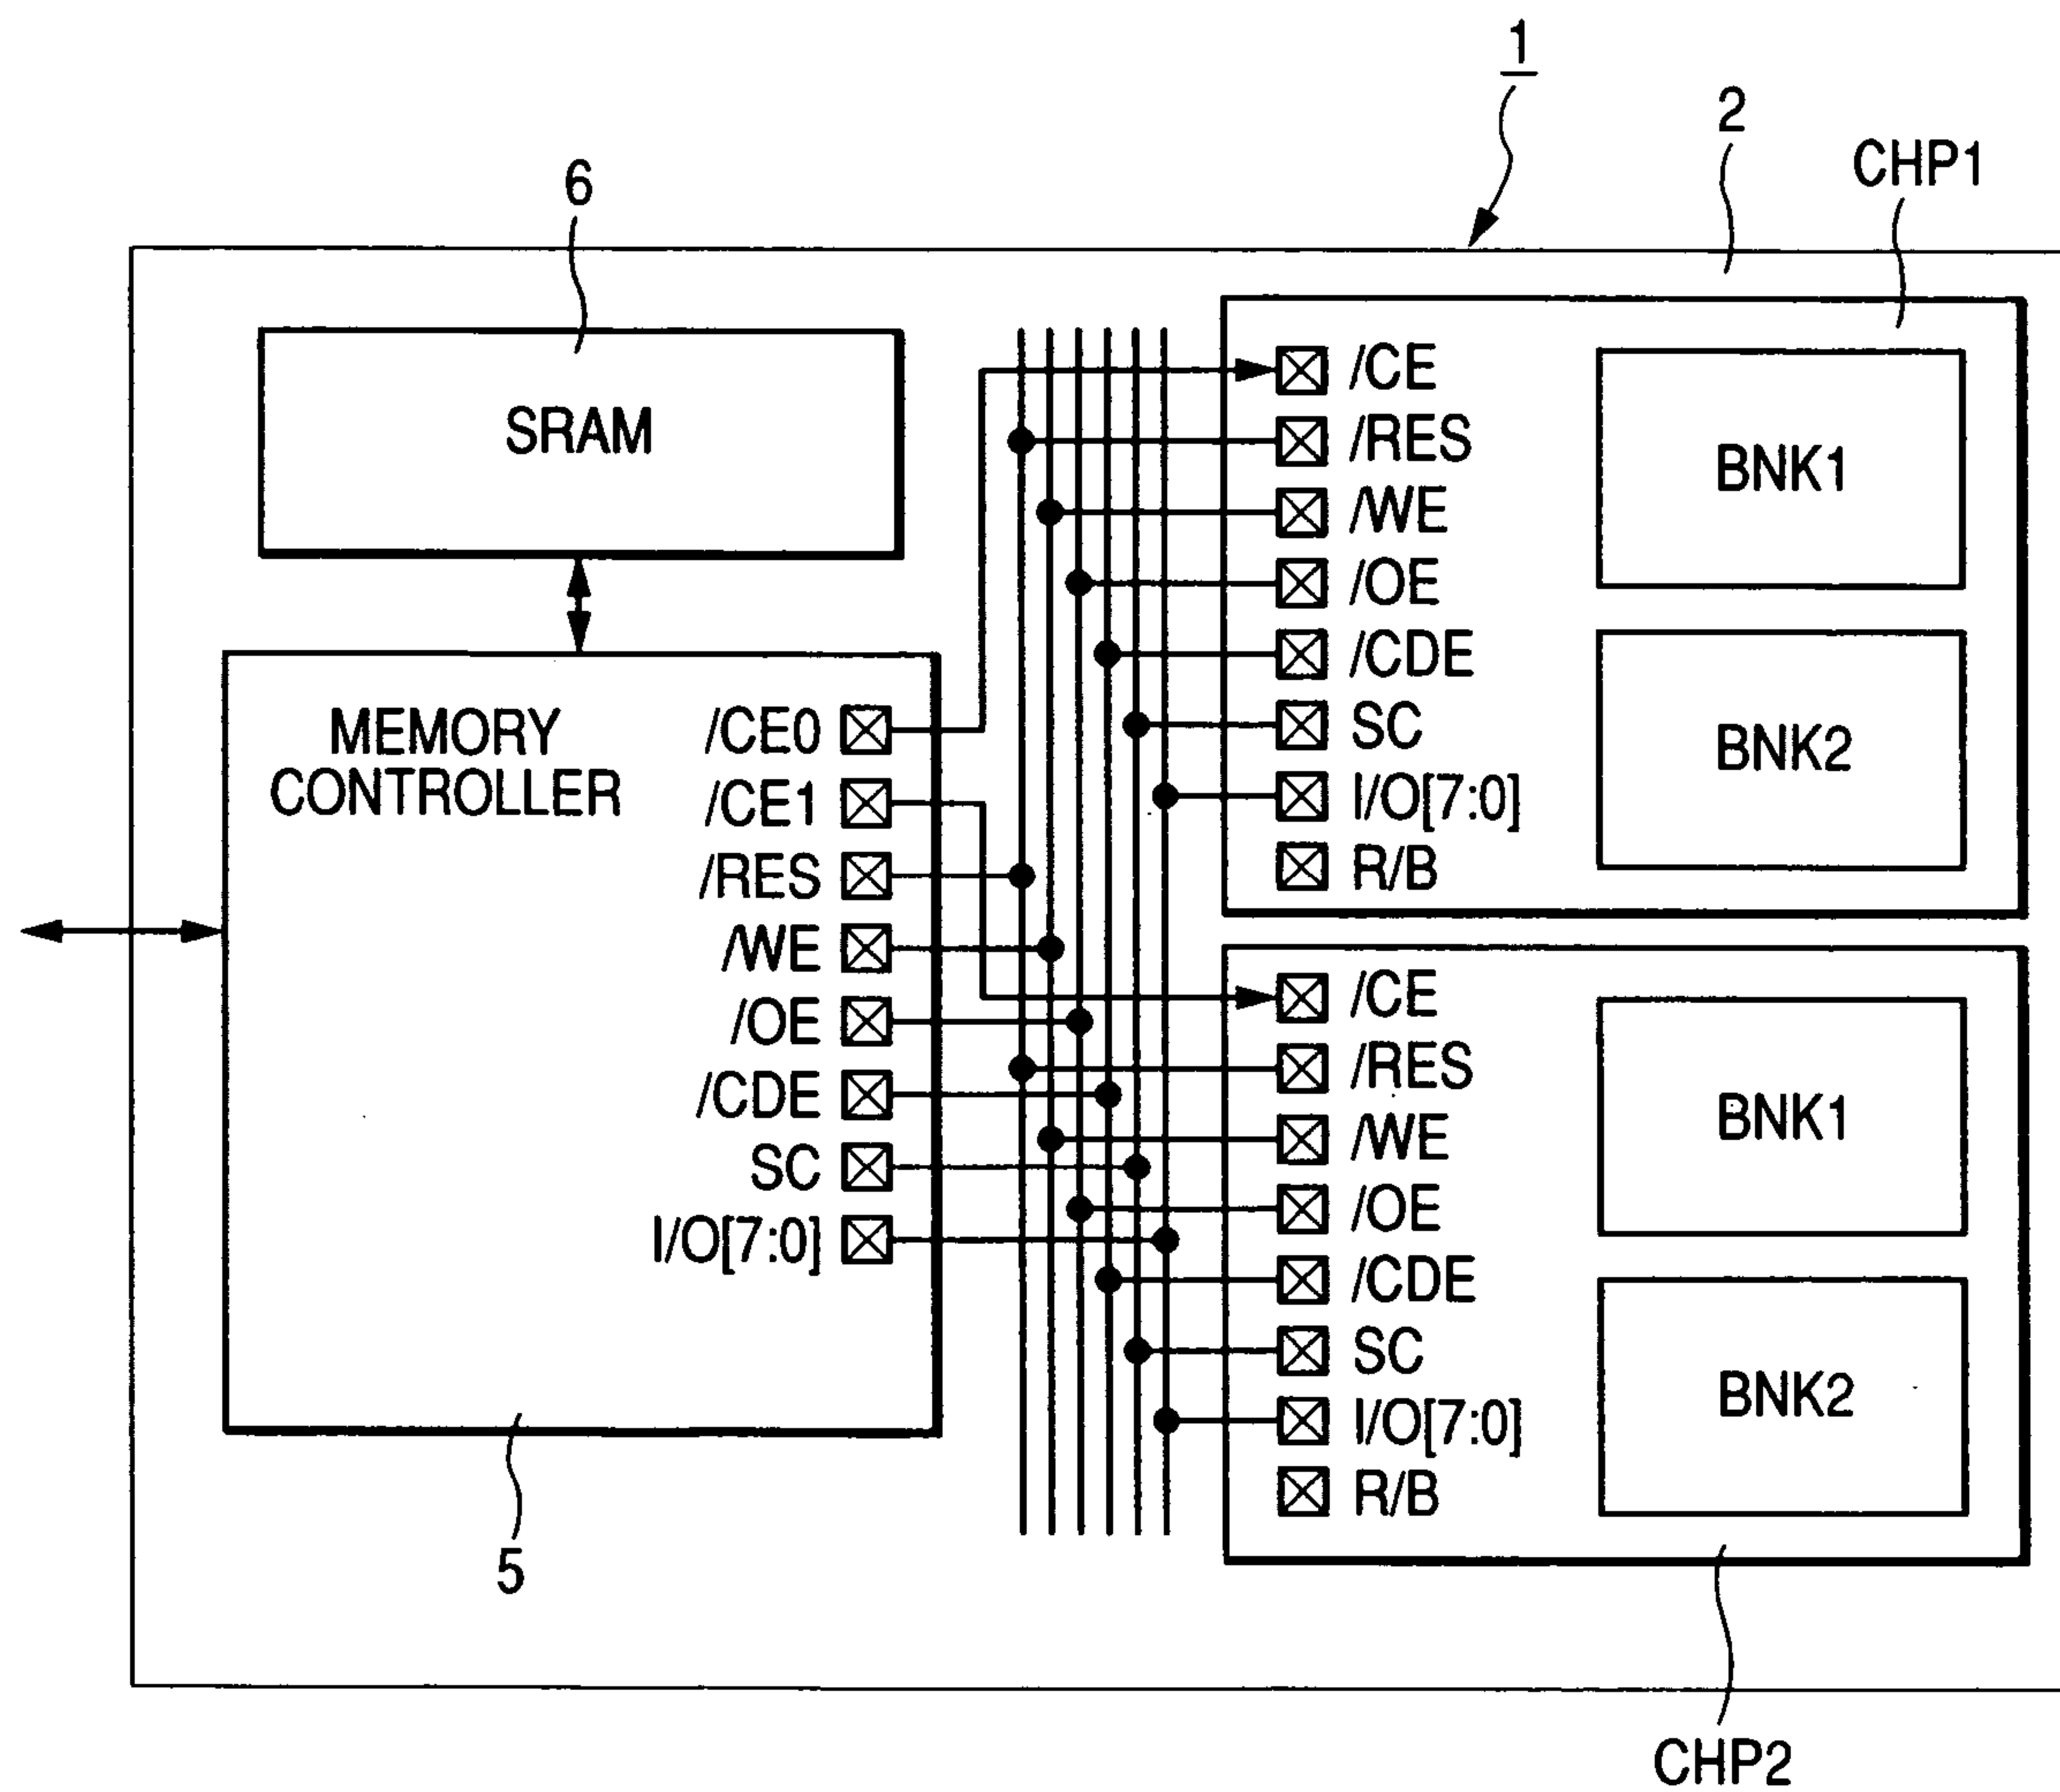 1
2
CHP1
6
SRAM
MEMORY
CONTROLLER
/CE0
/CE1
/RES
/WE
/OE
/CDE
SC
I/O[7:0]
5
/CE
/RES
/WE
/OE
/CDE
SC
I/O[7:0]
R/B
BNK1
BNK2
/CE
/RES
/WE
/OE
/CDE
SC
I/O[7:0]
R/B
BNK1
BNK2
CHP2